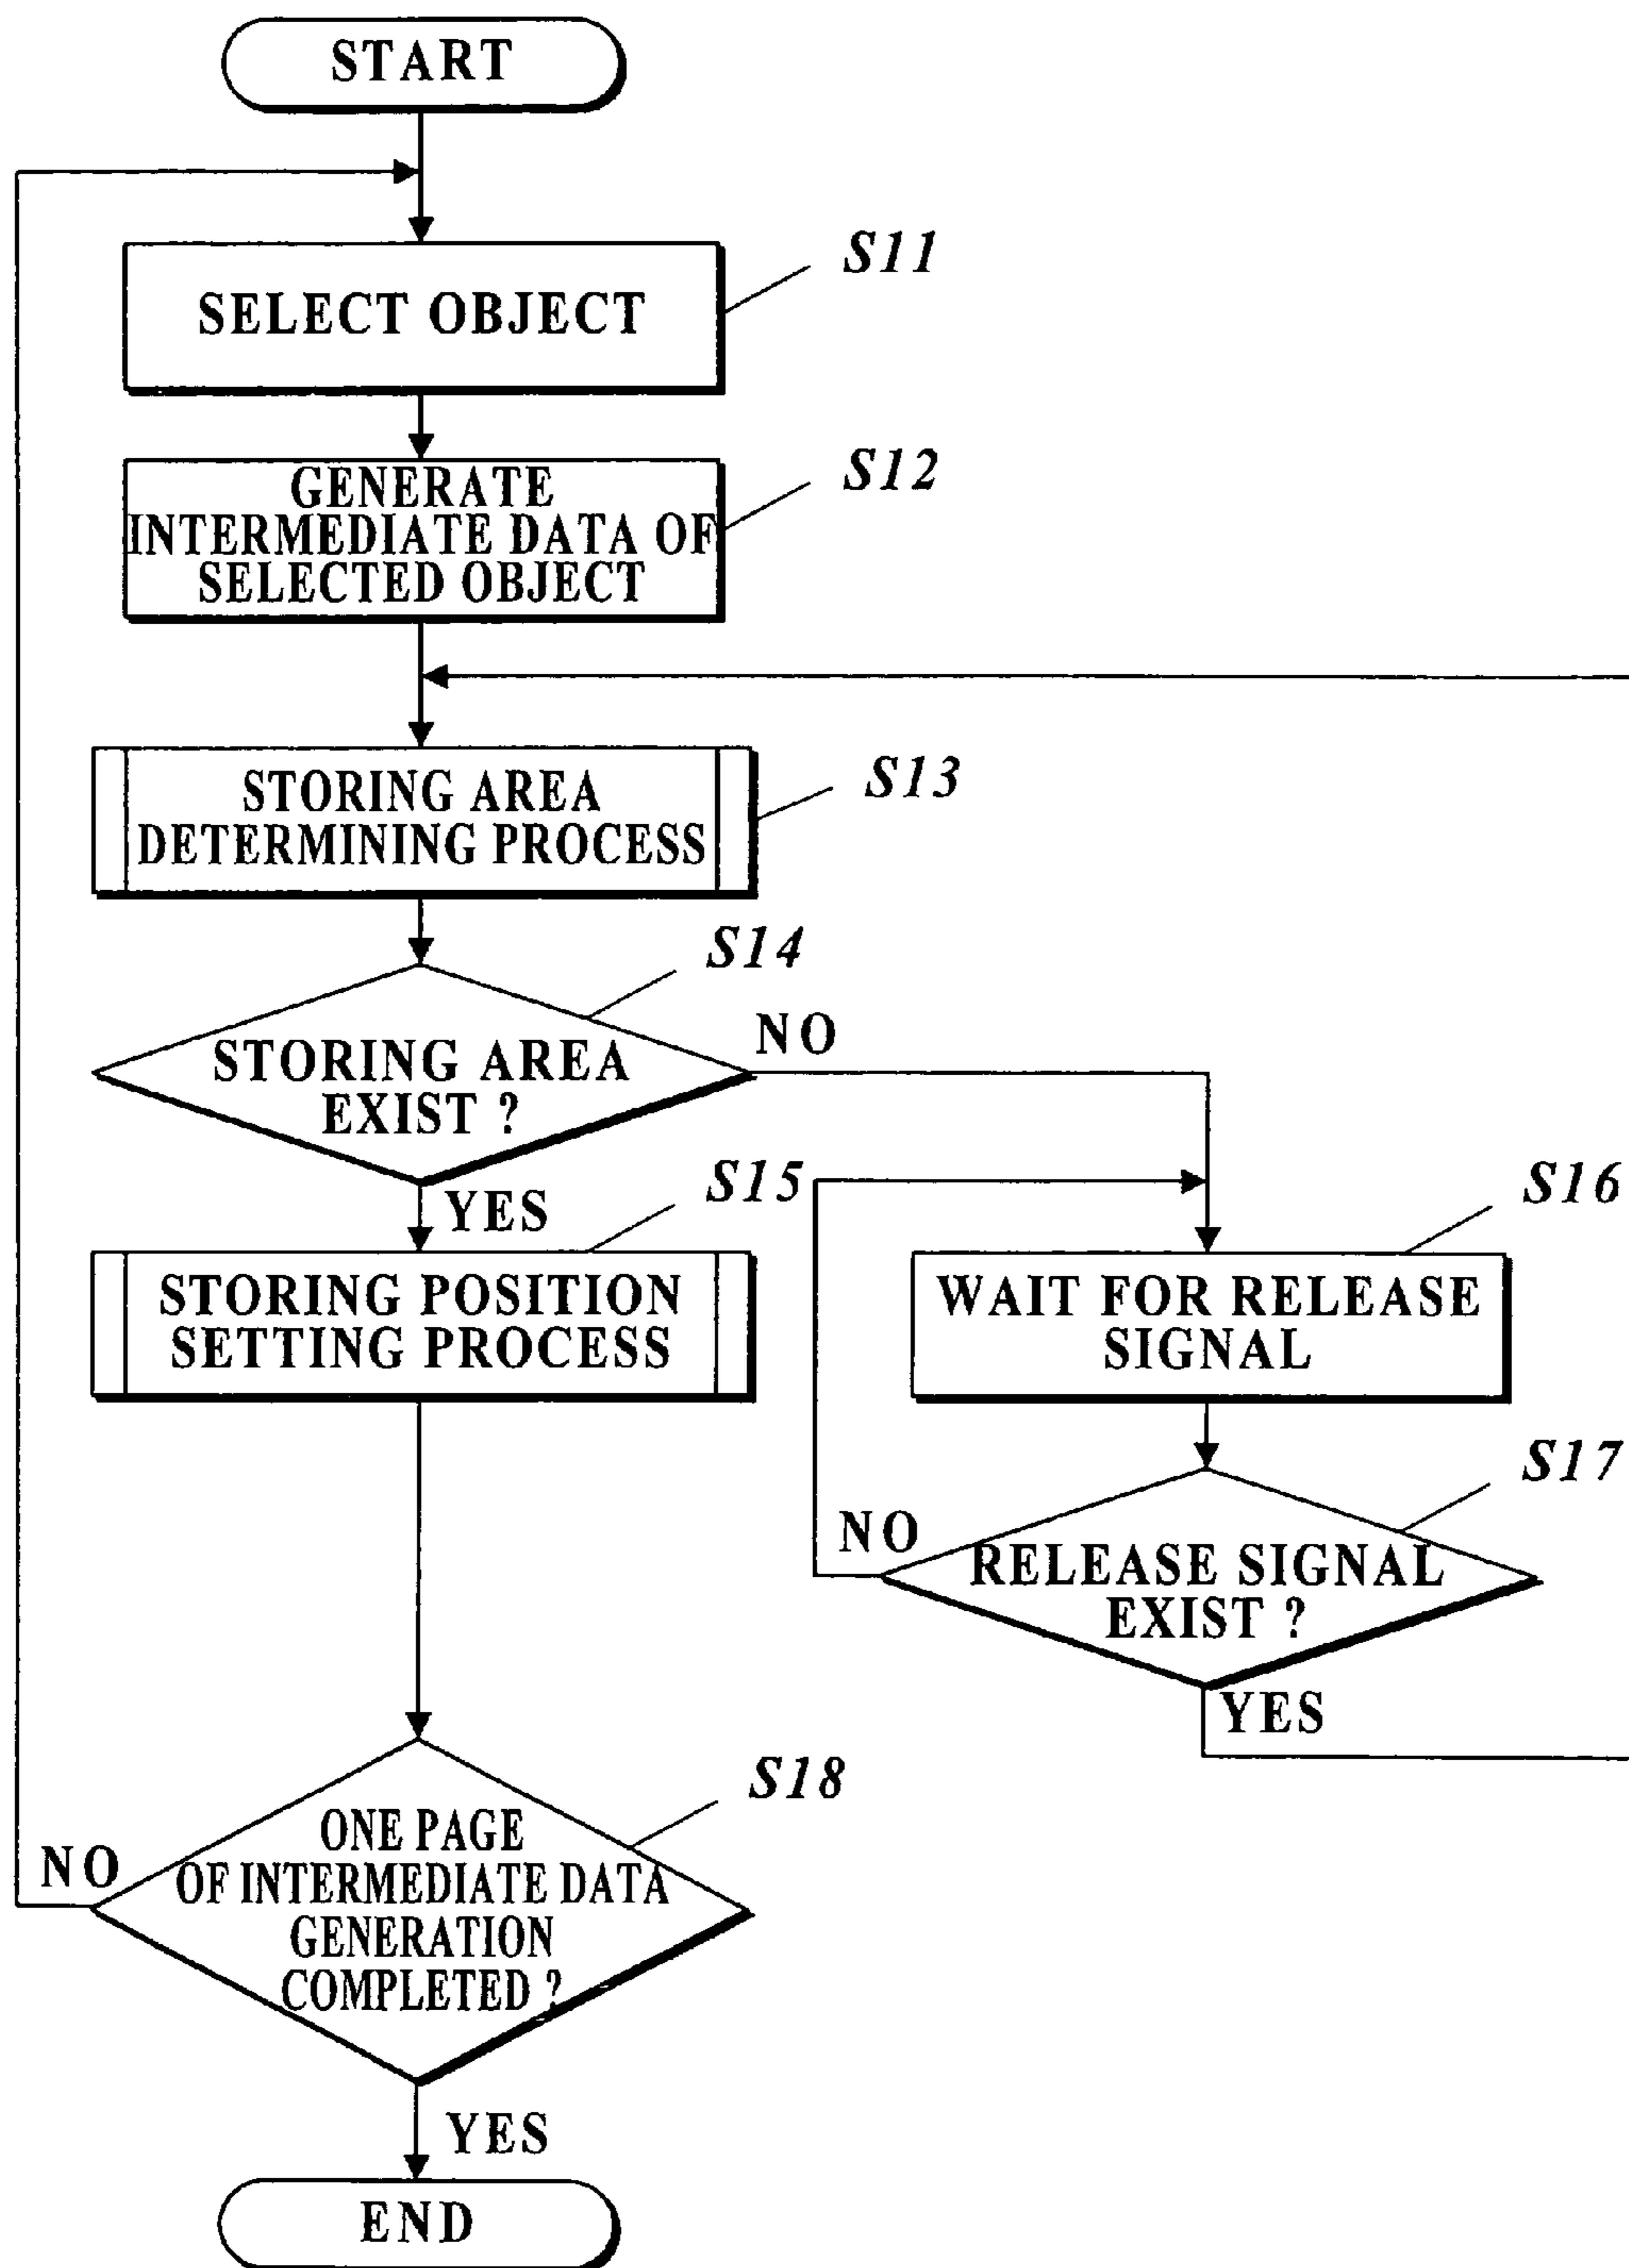 START
S11
SELECT OBJECT
S12
GENERATE
INTERMEDIATE DATA OF
SELECTED OBJECT
S13
STORING AREA
DETERMINING PROCESS
S14
NO
STORING AREA
EXIST ?
YES
S15
STORING POSITION
SETTING PROCESS
S16
WAIT FOR RELEASE
SIGNAL
S17
NO
RELEASE SIGNAL
EXIST ?
YES
S18
NO
ONE PAGE
OF INTERMEDIATE DATA
GENERATION
COMPLETED ?
YES
END